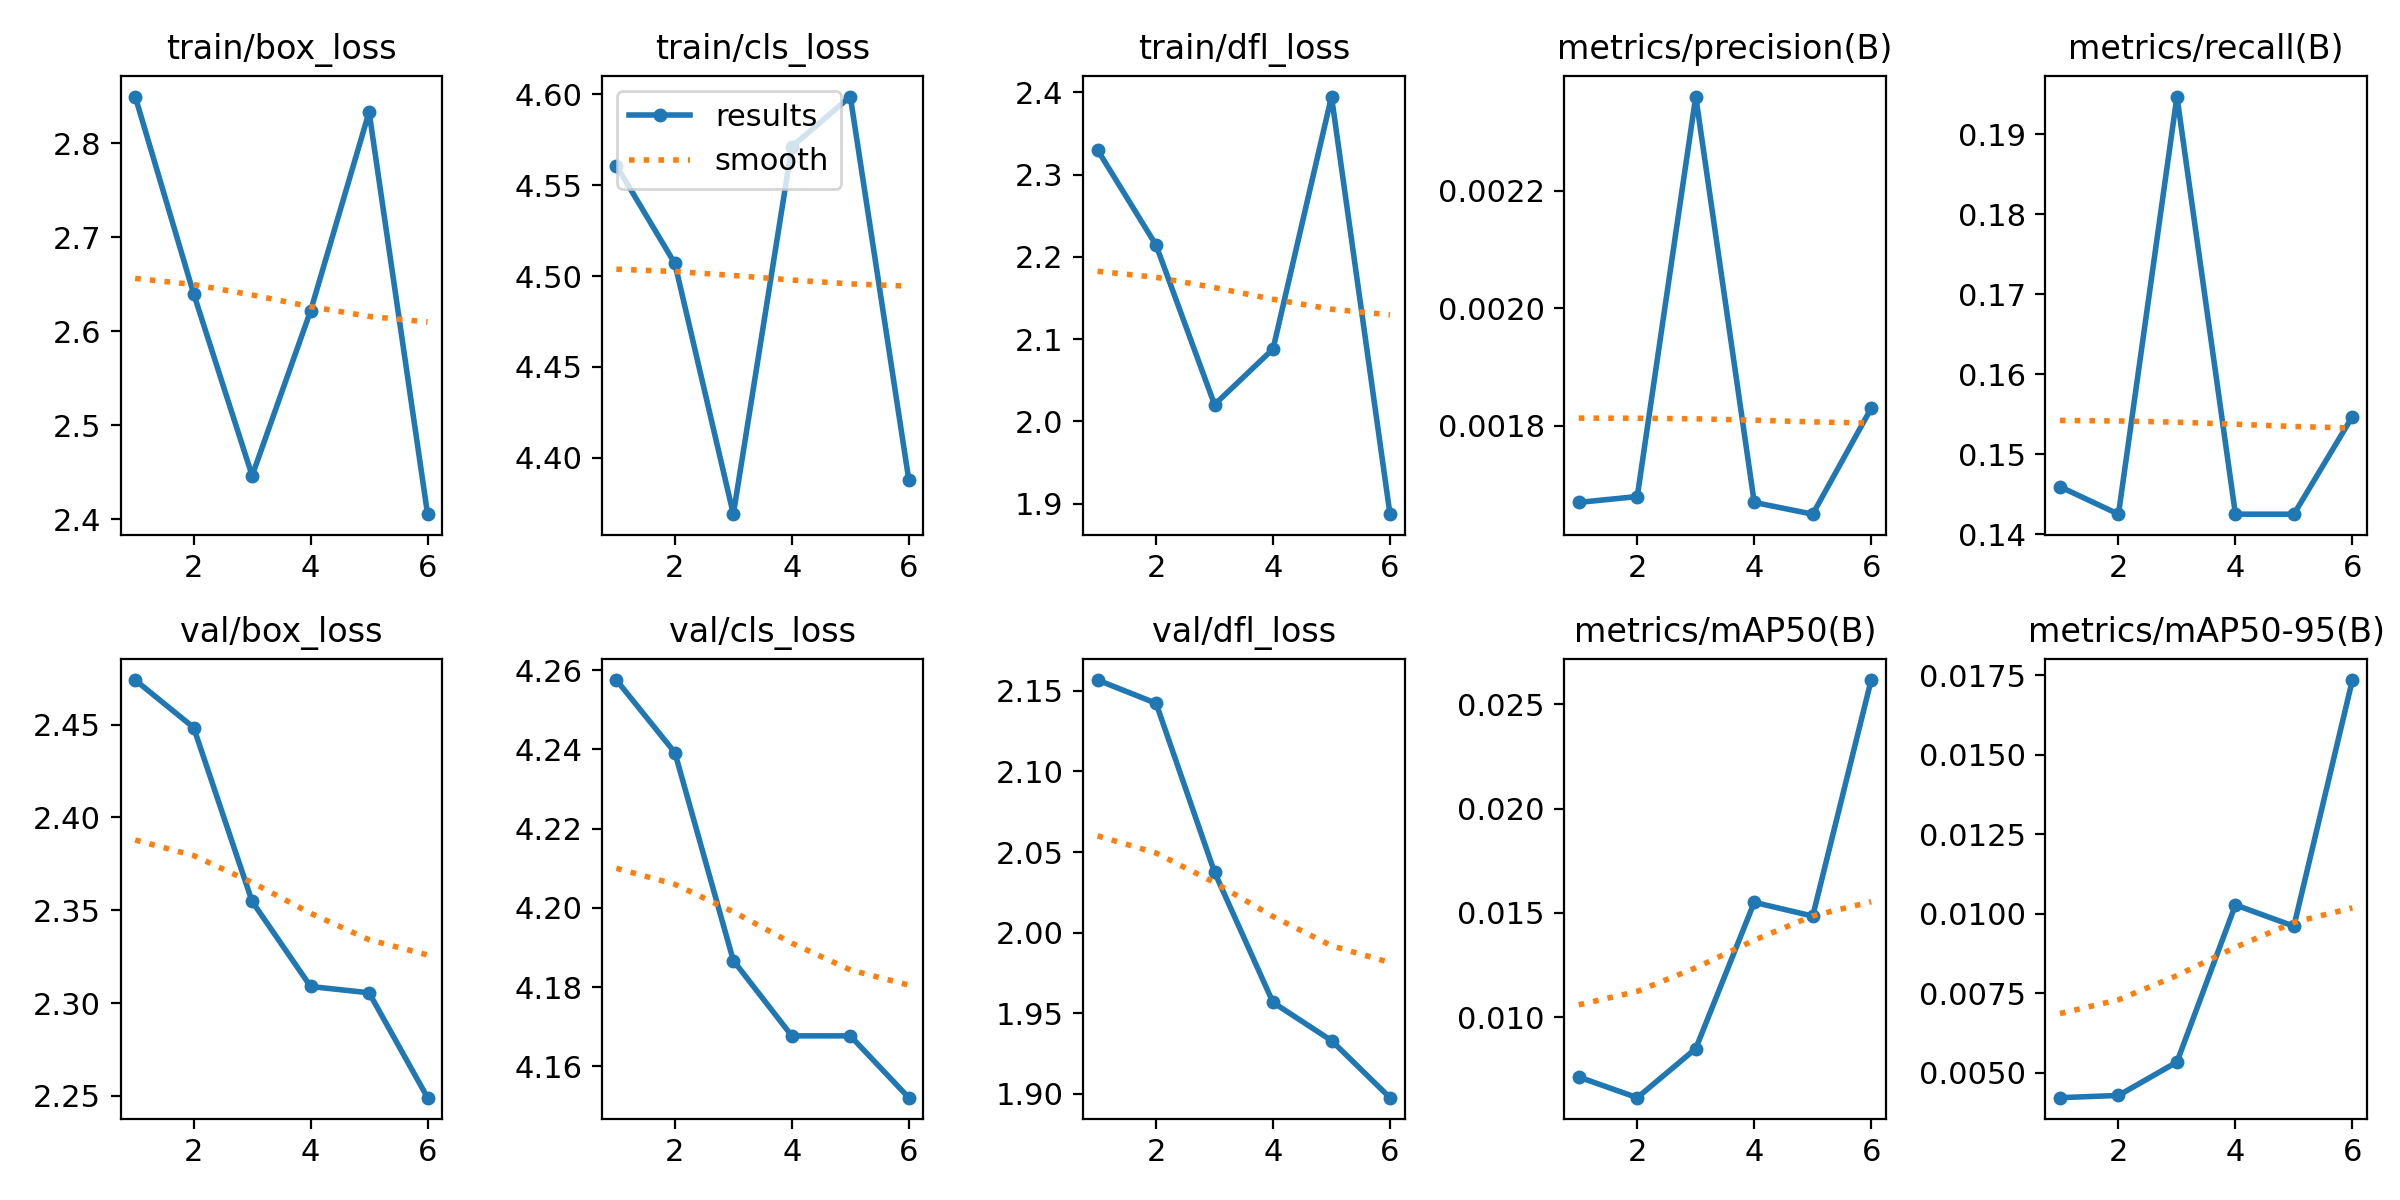 train/box_loss
2.8
2.7
2.6
2.5
2.4
2 4 6
train/cls_loss
4.60
4.55
4.50
4.45
4.40
results
smooth
2 4 6
train/dfl_loss
2.4
2.3
2.2
2.1
2.0
1.9
2 4 6
metrics/precision(B)
0.0022
0.0020
0.0018
2 4 6
metrics/recall(B)
0.19
0.18
0.17
0.16
0.15
0.14
2 4 6
val/box_loss
2.45
2.40
2.35
2.30
2.25
2 4 6
val/cls_loss
4.26
4.24
4.22
4.20
4.18
4.16
2 4 6
val/dfl_loss
2.15
2.10
2.05
2.00
1.95
1.90
2 4 6
metrics/mAP50(B)
0.025
0.020
0.015
0.010
2 4 6
metrics/mAP50-95(B)
0.0175
0.0150
0.0125
0.0100
0.0075
0.0050
2 4 6